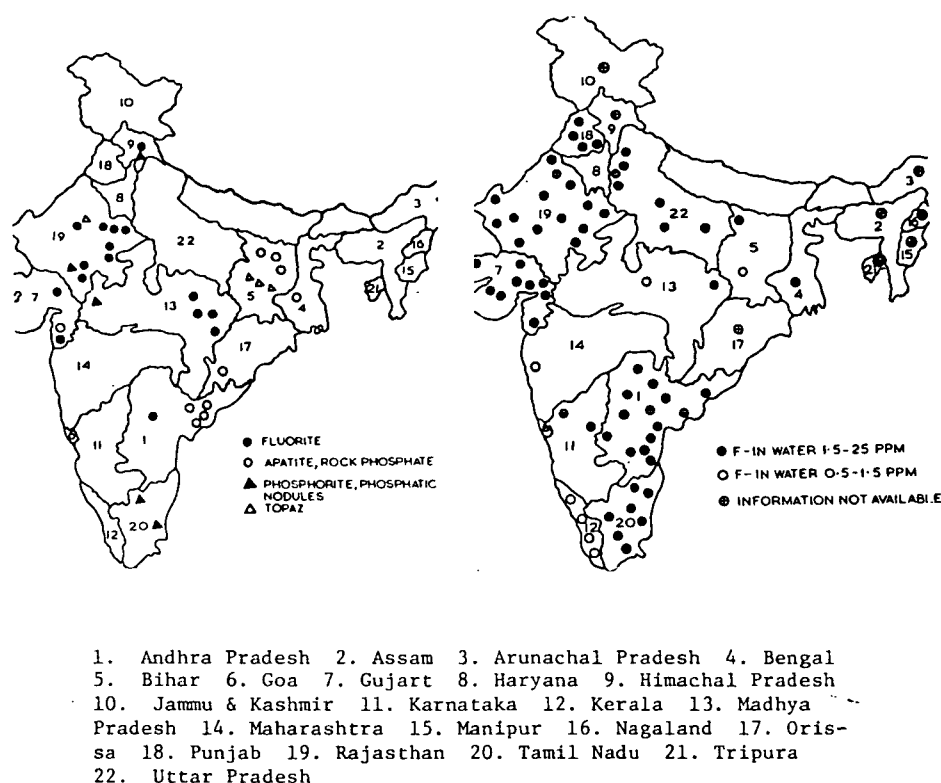 10
9
18
8
3
19
22
2
16
15
7
21
5
13
4
17
14
11
1
20
12
● FLUORITE
○ APATITE, ROCK PHOSPHATE
▲ PHOSPHORITE, PHOSPHATIC
NODULES
△ TOPAZ
10
9
18
8
3
19
22
2
15
7
5
13
4
17
14
1
11
20
12
● F-IN WATER 1·5-25 PPM
○ F-IN WATER 0·5-1·5 PPM
⊕ INFORMATION NOT AVAILABLE
1. Andhra Pradesh 2. Assam 3. Arunachal Pradesh 4. Bengal
5. Bihar 6. Goa 7. Gujart 8. Haryana 9. Himachal Pradesh
10. Jammu & Kashmir 11. Karnataka 12. Kerala 13. Madhya
Pradesh 14. Maharashtra 15. Manipur 16. Nagaland 17. Oris-
sa 18. Punjab 19. Rajasthan 20. Tamil Nadu 21. Tripura
22. Uttar Pradesh